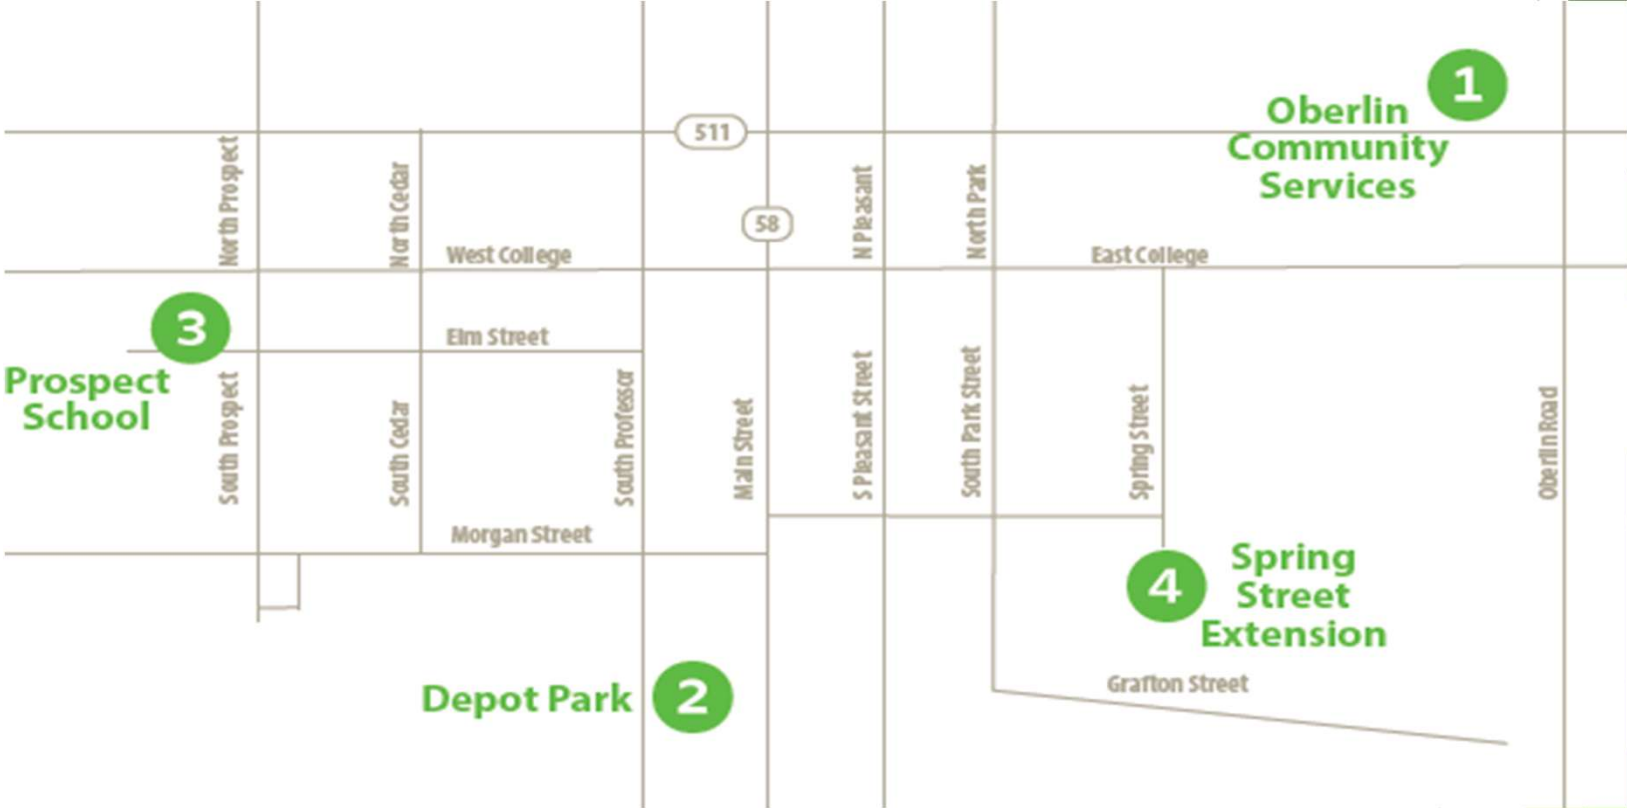 1
Oberlin
Community
Services
511
North Prospect
North Cedar
N Pleasant
North Park
58
West College
East College
3
Prospect
School
Elm Street
South Prospect
South Cedar
South Professor
Main Street
S Pleasant Street
South Park Street
Spring Street
Oberlin Road
Morgan Street
4
Spring
Street
Extension
Depot Park
2
Grafton Street